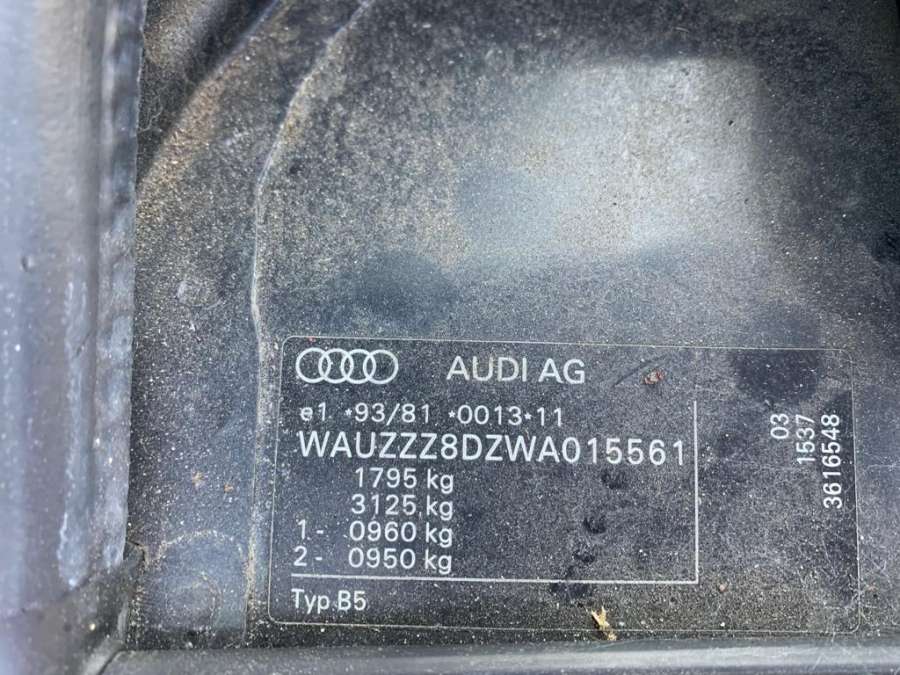 AUDI AG
e1 *93/81 *0013*11
WAUZZZ8DZWA015561
1795 kg
3125 kg
1- 0960 kg
2- 0950 kg
Typ B5
03
1537
3616548